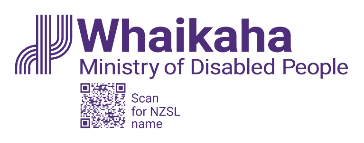 Whaikaha
Ministry of Disabled People
Scan
for NZSL
name